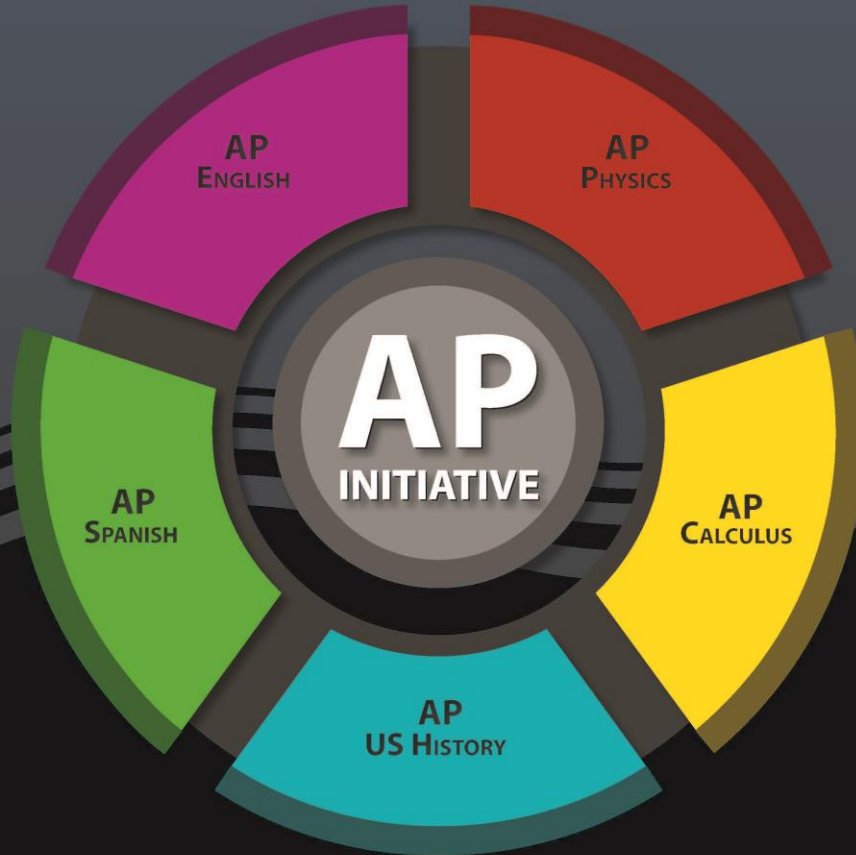 AP
ENGLISH
AP
PHYSICS
AP
INITIATIVE
AP
SPANISH
AP
CALCULUS
AP
US HISTORY